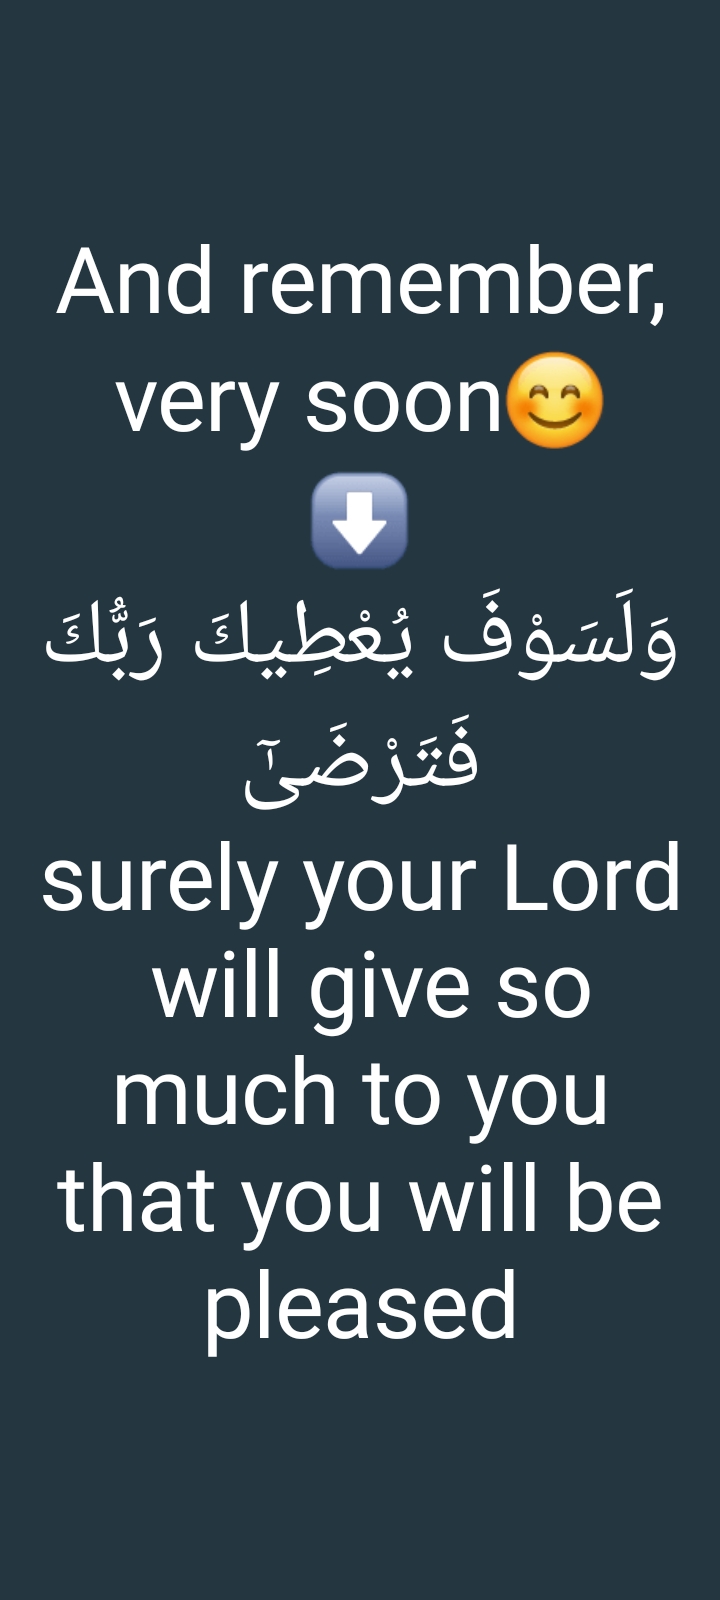 And remember,
very soon😊
⬇️
وَلَسَوْفَ يُعْطِيكَ رَبُّكَ
فَتَرْضَىٰٓ
surely your Lord
will give so
much to you
that you will be
pleased